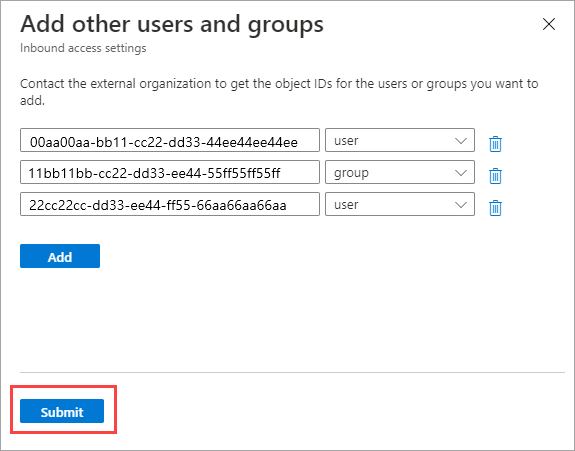 Add other users and groups
Inbound access settings
Contact the external organization to get the object IDs for the users or groups you want to
add.
00aa00aa-bb11-cc22-dd33-44ee44ee44ee user
11bb11bb-cc22-dd33-ee44-55ff55ff55ff group
22cc22cc-dd33-ee44-ff55-66aa66aa66aa user
Add
Submit